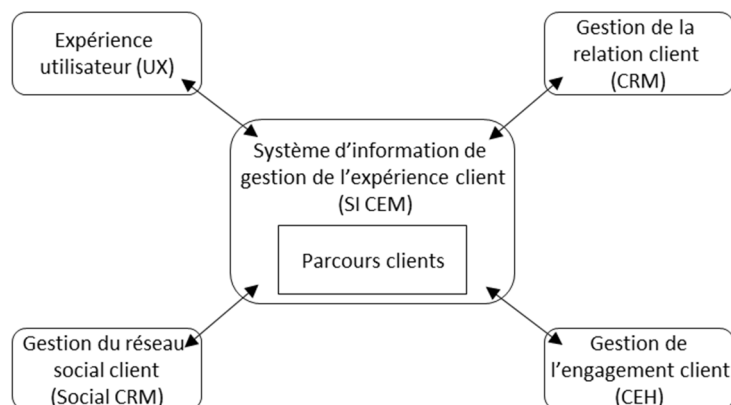 Expérience
utilisateur (UX)
Gestion de la
relation client
(CRM)
Système d'information de
gestion de l'expérience client
(SI CEM)
Parcours clients
Gestion du réseau
social client
(Social CRM)
Gestion de
l'engagement client
(CEH)